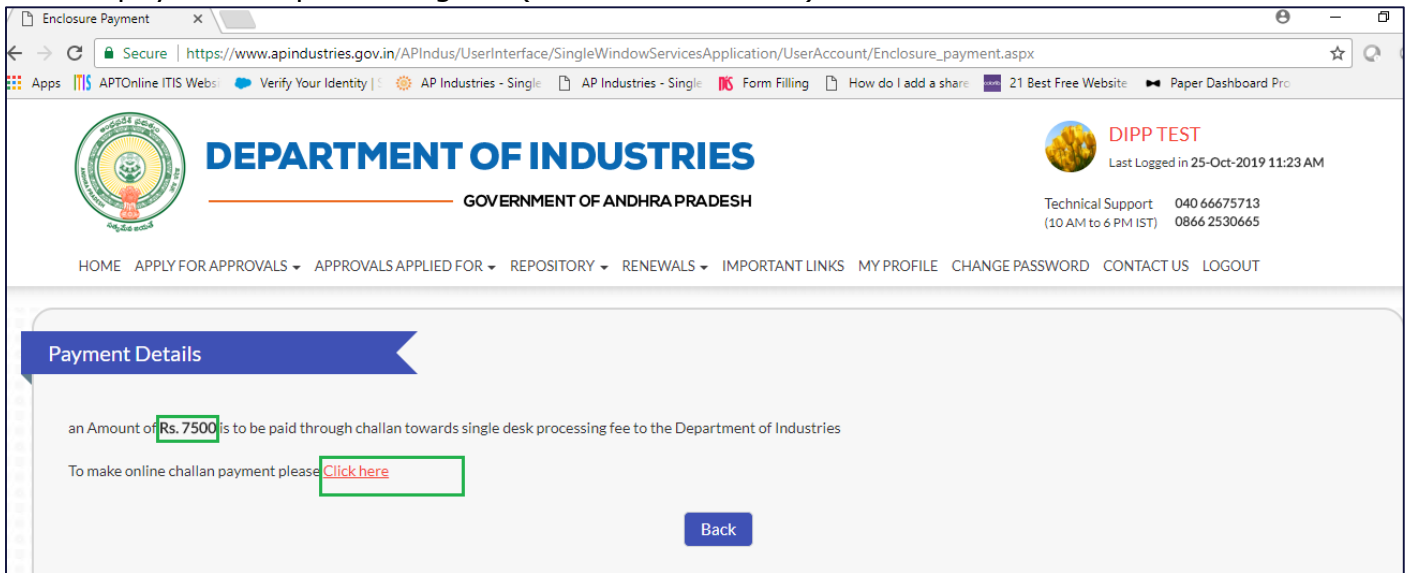 Enclosure Payment
Secure | https://www.apindustries.gov.in/APIndus/UserInterface/SingleWindowServicesApplication/UserAccount/Enclosure_payment.aspx
Apps APTOnline ITIS Websi Verify Your Identity | S AP Industries - Single AP Industries - Single Form Filling How do I add a share 21 Best Free Website Paper Dashboard Pro
DEPARTMENT OF INDUSTRIES
GOVERNMENT OF ANDHRA PRADESH
DIPP TEST
Last Logged in 25-Oct-2019 11:23 AM
Technical Support 040 66675713
(10 AM to 6 PM IST) 0866 2530665
HOME APPLY FOR APPROVALS APPROVALS APPLIED FOR REPOSITORY RENEWALS IMPORTANT LINKS MY PROFILE CHANGE PASSWORD CONTACT US LOGOUT
Payment Details
an Amount of Rs. 7500 is to be paid through challan towards single desk processing fee to the Department of Industries
To make online challan payment please Click here
Back